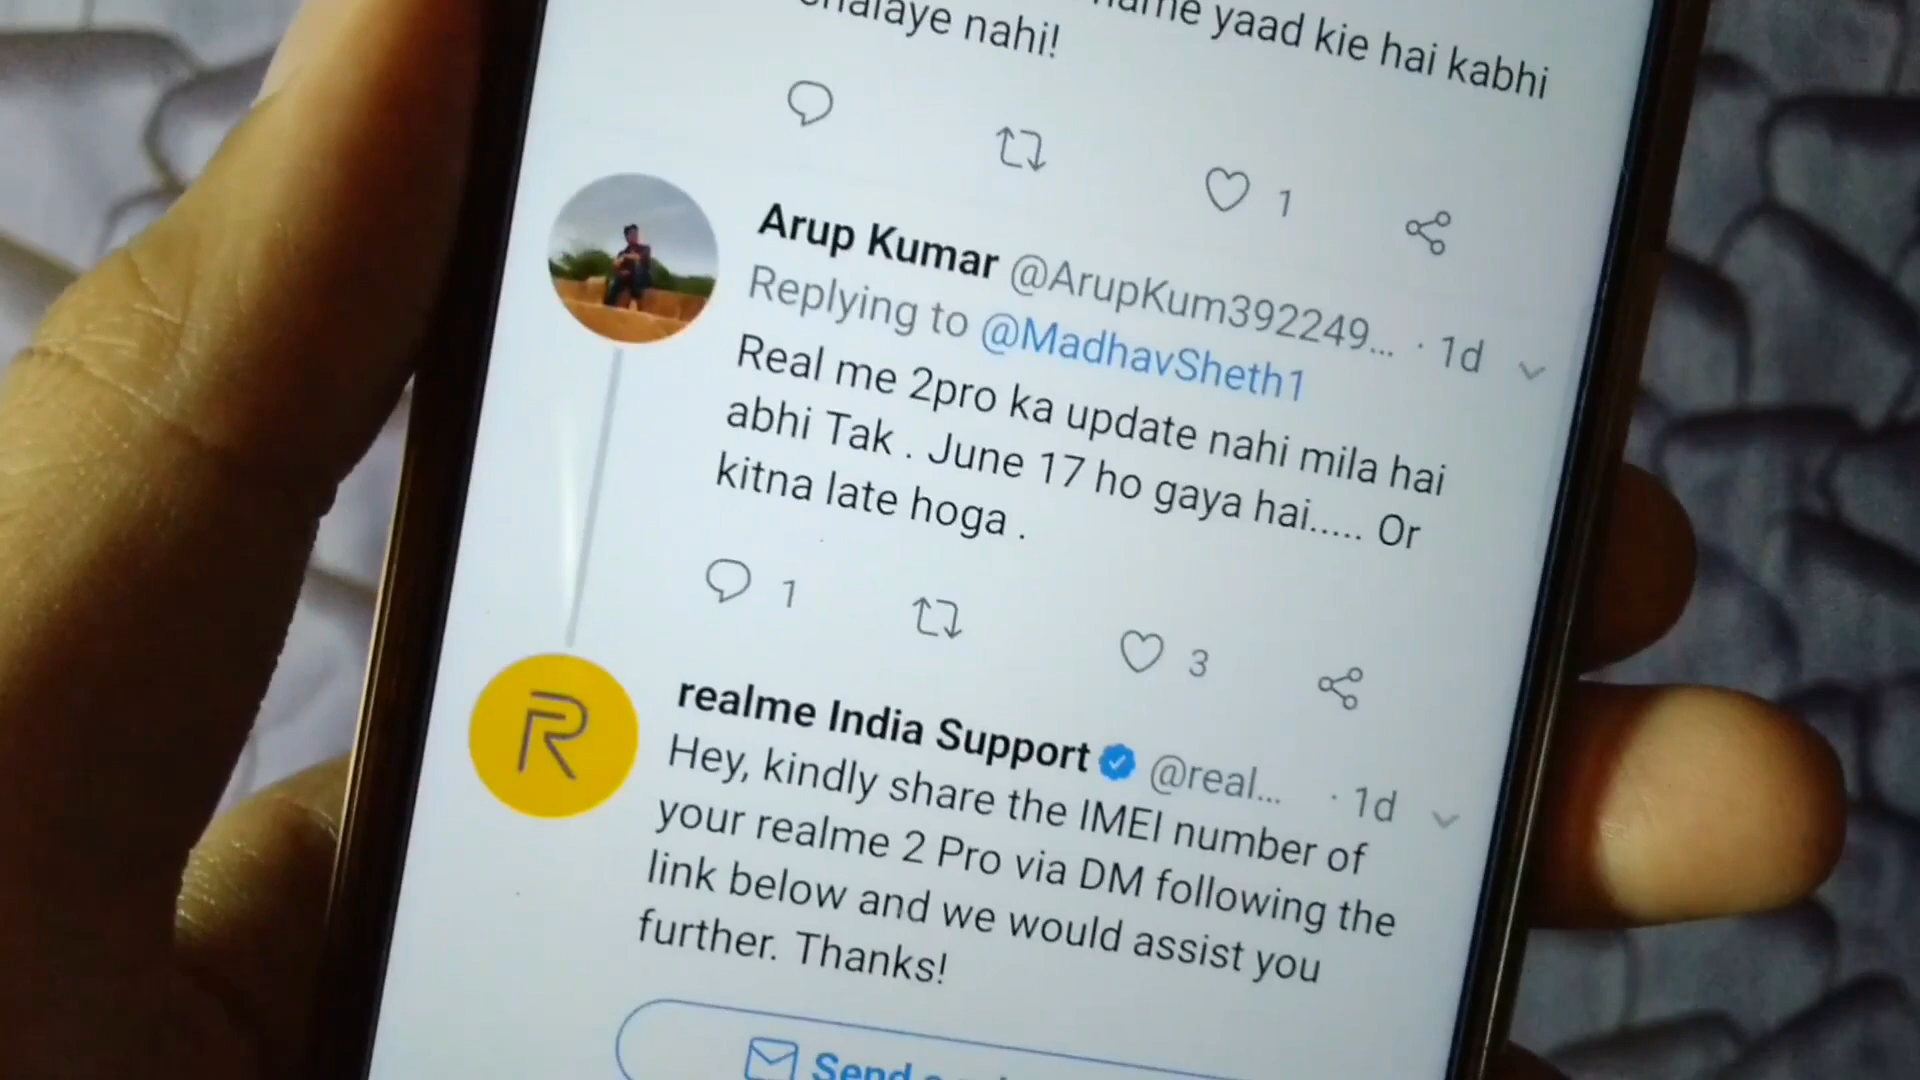 yaad kie hai kabhi
nahi!
1
Arup Kumar @ArupKum392249... · 1d
Replying to @MadhavSheth1
Real me 2pro ka update nahi mila hai
abhi Tak . June 17 ho gaya hai..... Or
kitna late hoga .
1
3
realme India Support @real... · 1d
Hey, kindly share the IMEI number of
your realme 2 Pro via DM following the
link below and we would assist you
further. Thanks!
Send